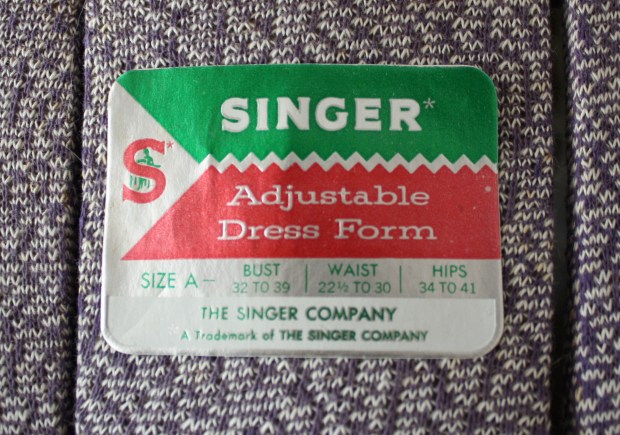 SINGER*
S*
Adjustable
Dress Form
SIZE A— BUST WAIST HIPS
32 TO 39 22½ TO 30 34 TO 41
THE SINGER COMPANY
A Trademark of THE SINGER COMPANY